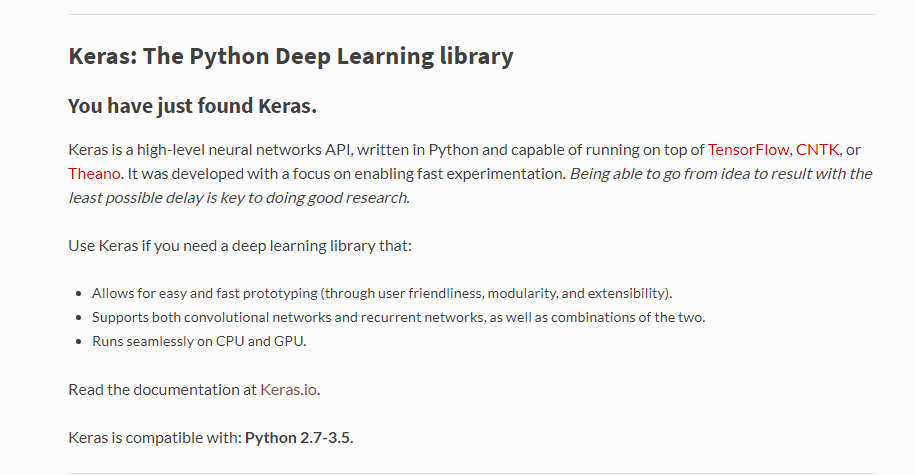 Keras: The Python Deep Learning library
You have just found Keras.
Keras is a high-level neural networks API, written in Python and capable of running on top of TensorFlow, CNTK, or
Theano. It was developed with a focus on enabling fast experimentation. Being able to go from idea to result with the
least possible delay is key to doing good research.
Use Keras if you need a deep learning library that:
• Allows for easy and fast prototyping (through user friendliness, modularity, and extensibility).
• Supports both convolutional networks and recurrent networks, as well as combinations of the two.
• Runs seamlessly on CPU and GPU.
Read the documentation at Keras.io.
Keras is compatible with: Python 2.7-3.5.